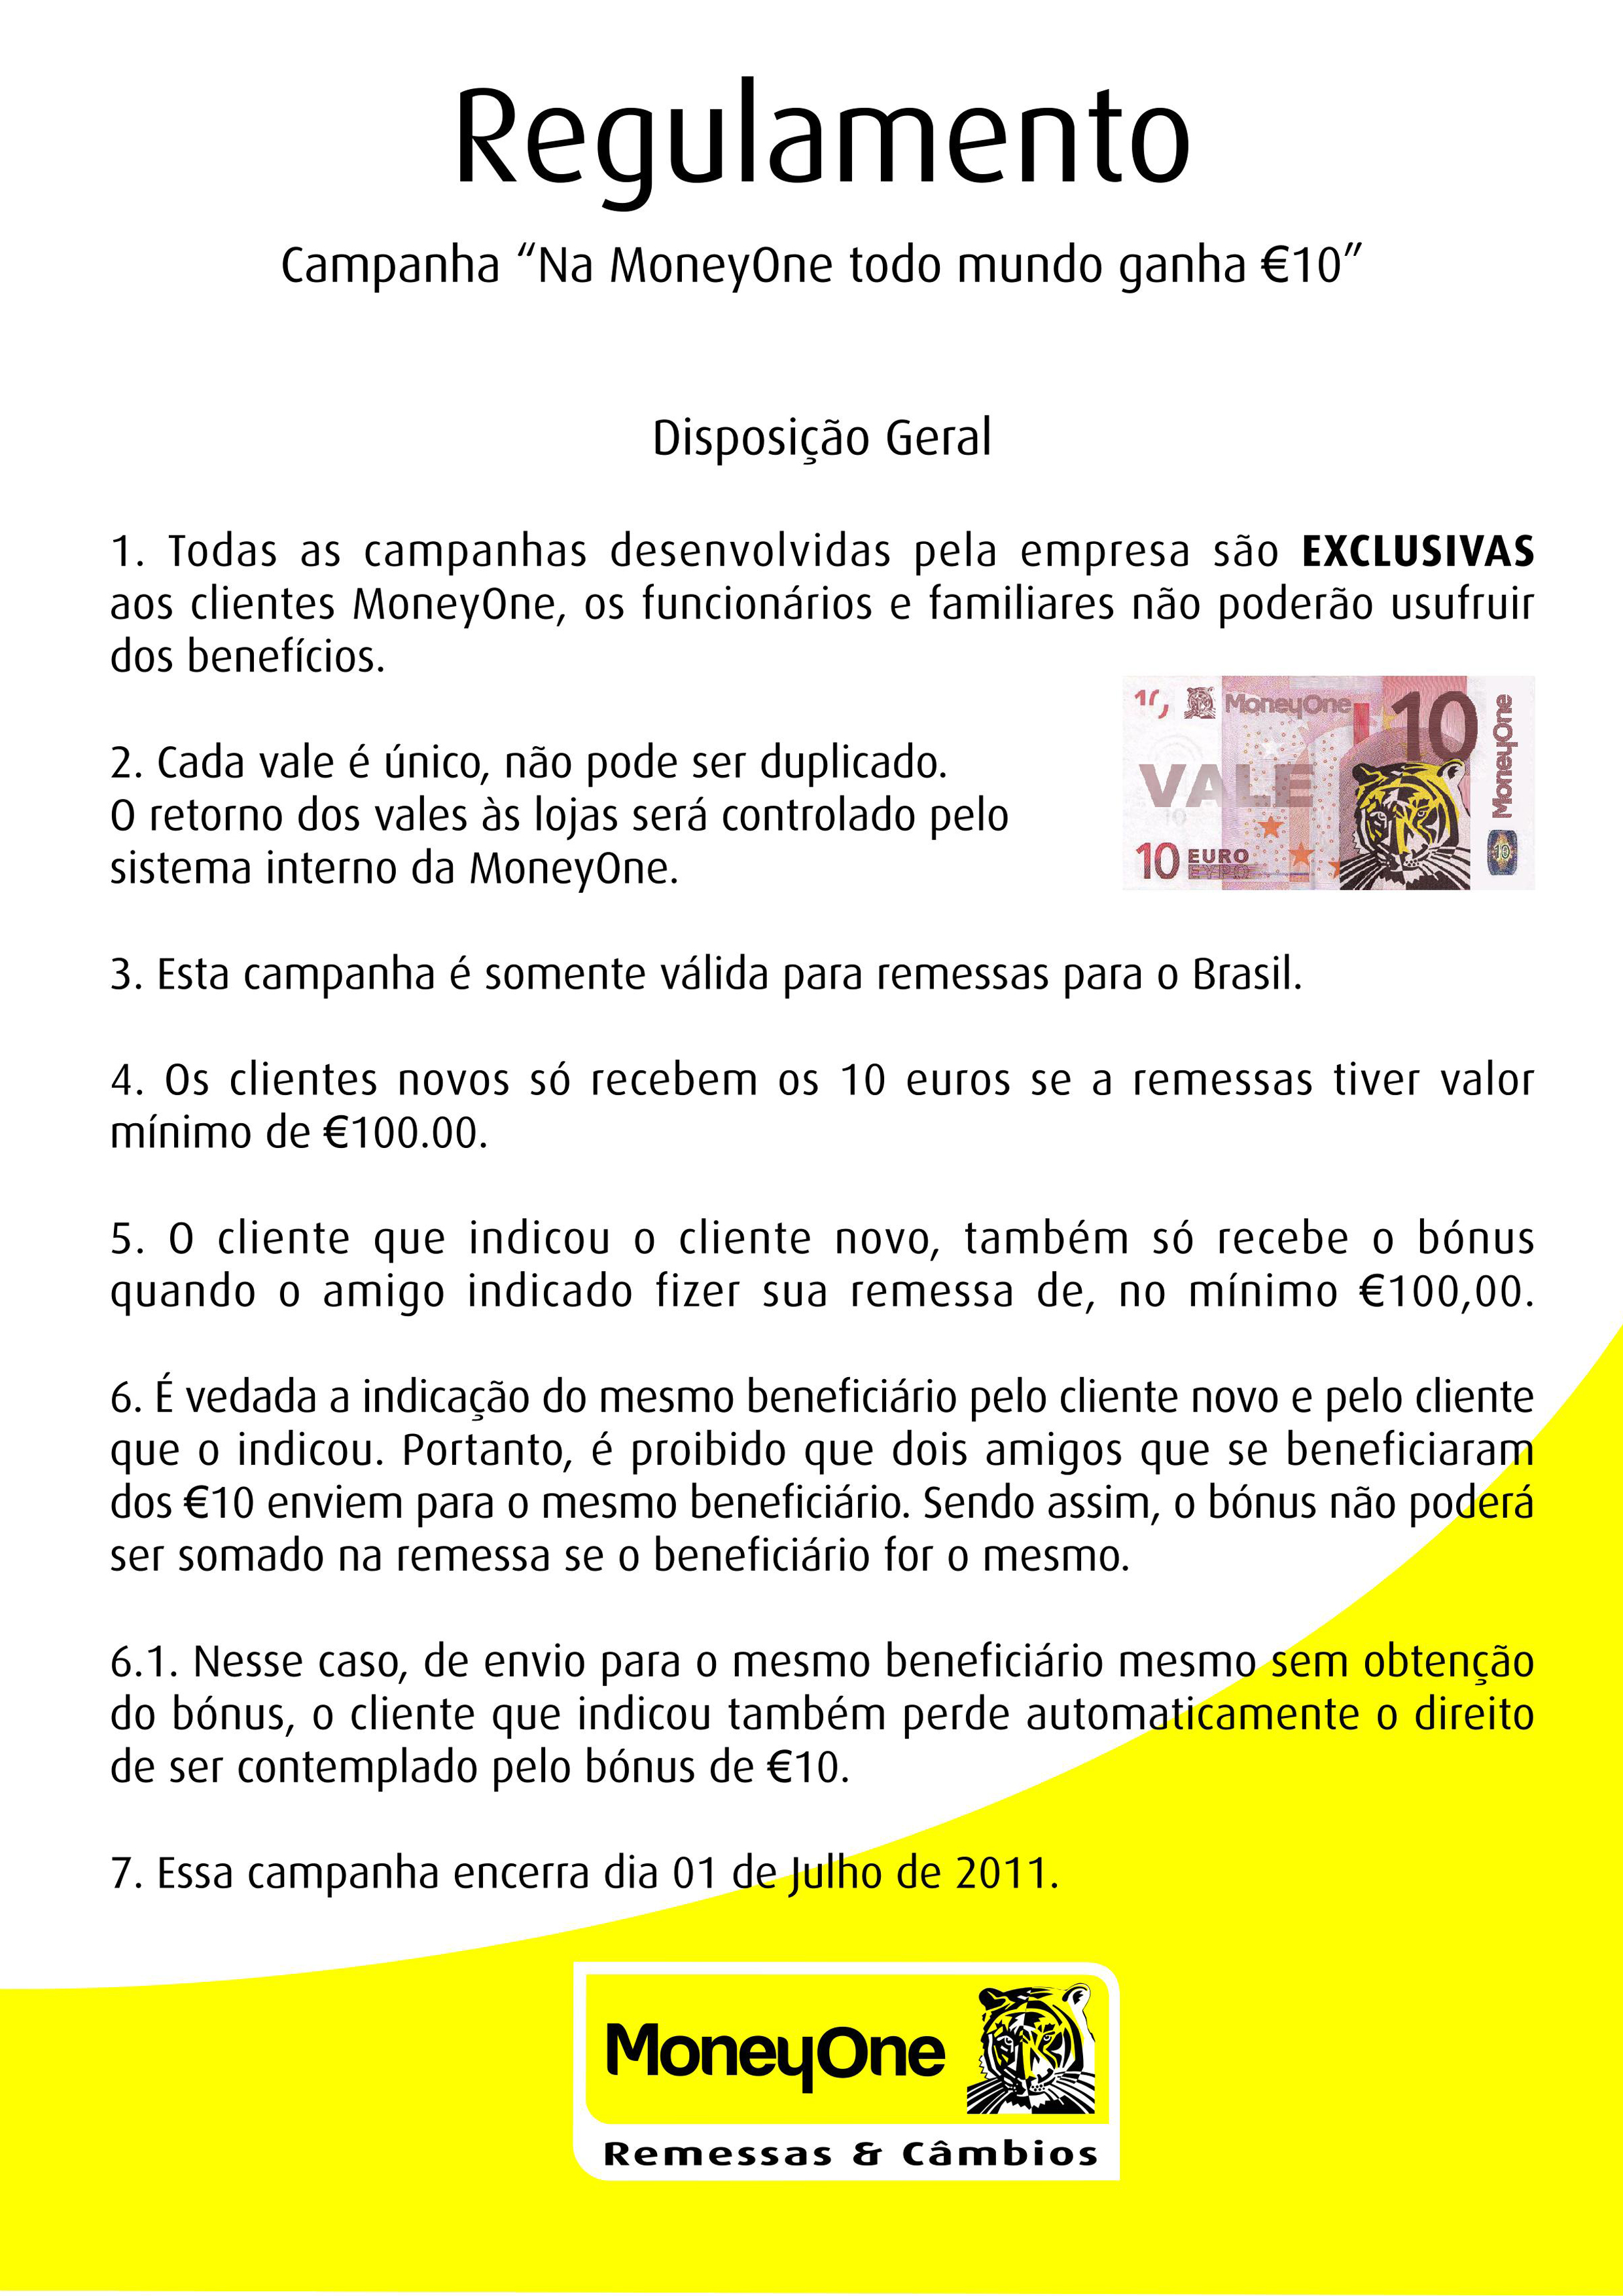 Regulamento
Campanha “Na MoneyOne todo mundo ganha €10”
Disposição Geral
1. Todas as campanhas desenvolvidas pela empresa são EXCLUSIVAS
aos clientes MoneyOne, os funcionários e familiares não poderão usufruir
dos benefícios.
2. Cada vale é único, não pode ser duplicado.
O retorno dos vales às lojas será controlado pelo
sistema interno da MoneyOne.
MoneyOne
10
MoneyOne
VALE
10 EURO
ΕΥΡΩ
10
3. Esta campanha é somente válida para remessas para o Brasil.
4. Os clientes novos só recebem os 10 euros se a remessas tiver valor
mínimo de €100.00.
5. O cliente que indicou o cliente novo, também só recebe o bónus
quando o amigo indicado fizer sua remessa de, no mínimo €100,00.
6. É vedada a indicação do mesmo beneficiário pelo cliente novo e pelo cliente
que o indicou. Portanto, é proibido que dois amigos que se beneficiaram
dos €10 enviem para o mesmo beneficiário. Sendo assim, o bónus não poderá
ser somado na remessa se o beneficiário for o mesmo.
6.1. Nesse caso, de envio para o mesmo beneficiário mesmo sem obtenção
do bónus, o cliente que indicou também perde automaticamente o direito
de ser contemplado pelo bónus de €10.
7. Essa campanha encerra dia 01 de Julho de 2011.
MoneyOne
Remessas & Câmbios